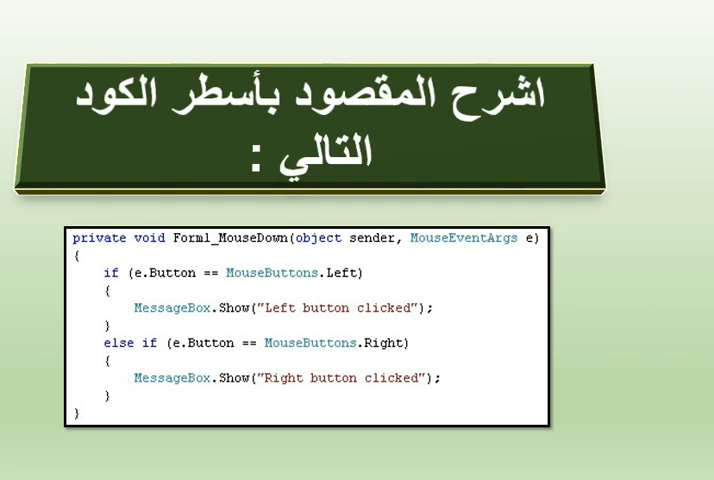 اشرح المقصود بأسطر الكود
التالي :
private void Form1_MouseDown(object sender, MouseEventArgs e)
{
    if (e.Button == MouseButtons.Left)
    {
        MessageBox.Show("Left button clicked");
    }
    else if (e.Button == MouseButtons.Right)
    {
        MessageBox.Show("Right button clicked");
    }
}